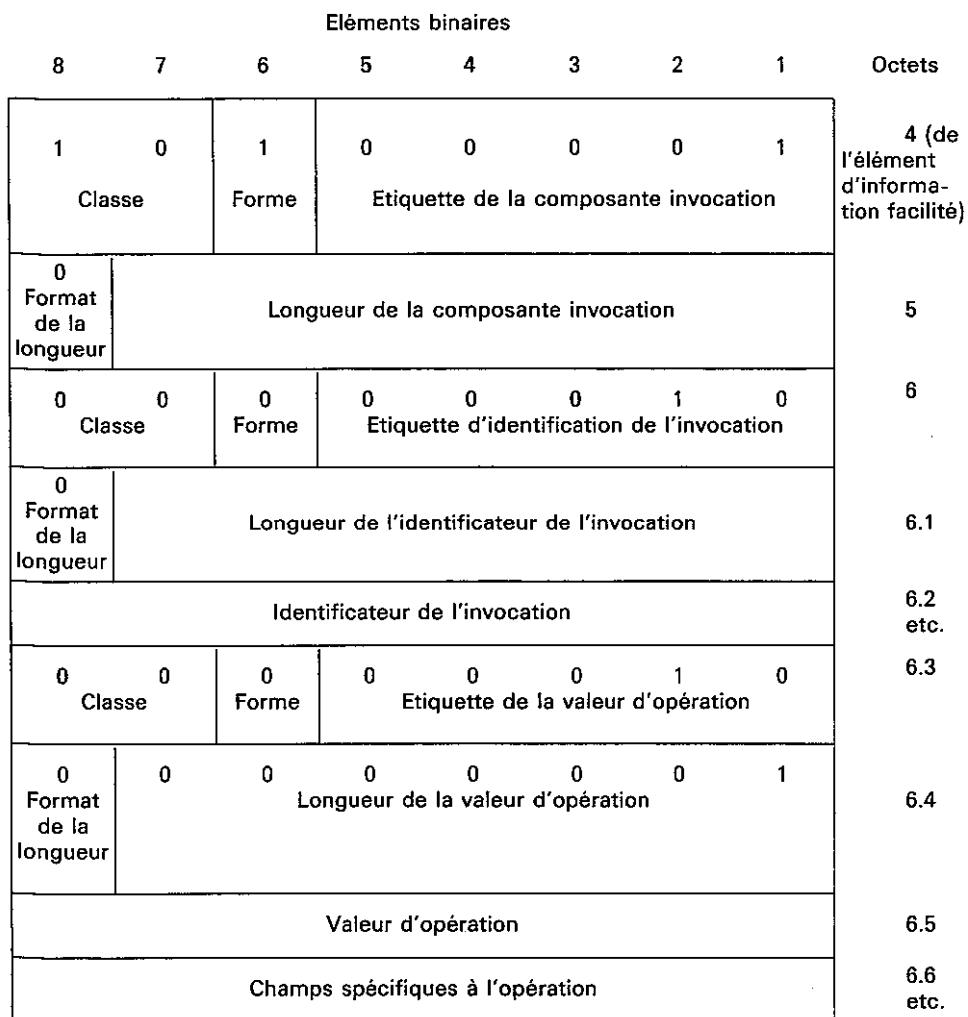 Eléments binaires
8 7 6 5 4 3 2 1 Octets
1 0 1 0 0 0 0 1 4 (de
l'élément
d'informa-
tion facilité)
Classe Forme Etiquette de la composante invocation
0
Format
de la
longueur
Longueur de la composante invocation 5
0 0 0 0 0 0 1 0 6
Classe Forme Etiquette d'identification de l'invocation
0
Format
de la
longueur
Longueur de l'identificateur de l'invocation 6.1
Identificateur de l'invocation 6.2
etc.
0 0 0 0 0 0 1 0 6.3
Classe Forme Etiquette de la valeur d'opération
0 0 0 0 0 0 0 1
Format
de la
longueur
Longueur de la valeur d'opération 6.4
Valeur d'opération 6.5
Champs spécifiques à l'opération 6.6
etc.